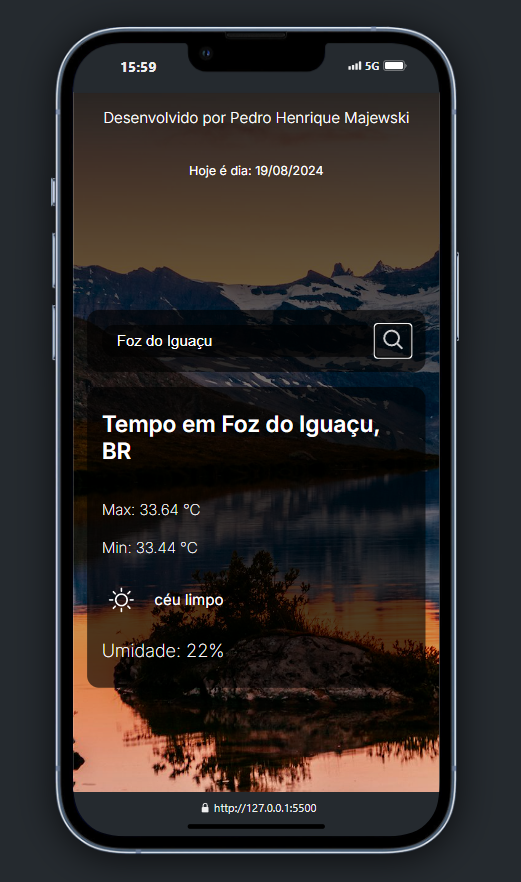 15:59
5G
Desenvolvido por Pedro Henrique Majewski
Hoje é dia: 19/08/2024
Foz do Iguaçu
Tempo em Foz do Iguaçu,
BR
Max: 33.64 °C
Min: 33.44 °C
céu limpo
Umidade: 22%
http://127.0.0.1:5500